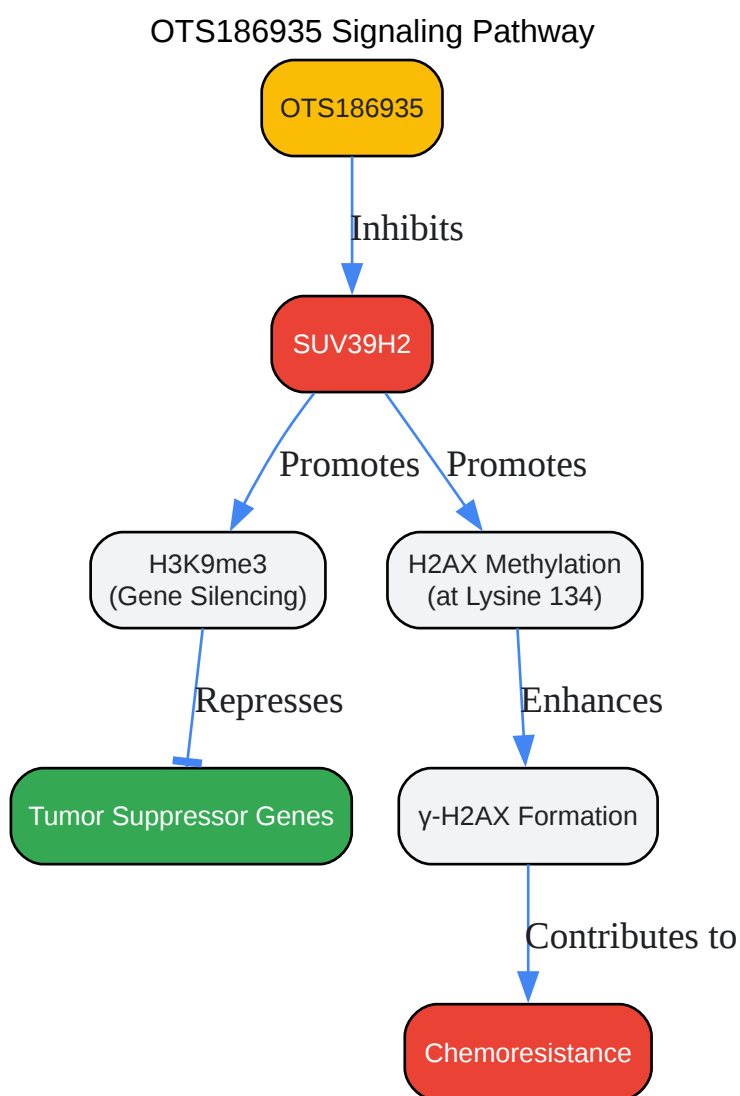 OTS186935 Signaling Pathway
OTS186935
Inhibits
SUV39H2
Promotes
Promotes
H3K9me3
(Gene Silencing)
H2AX Methylation
(at Lysine 134)
Represses
Enhances
Tumor Suppressor Genes
γ-H2AX Formation
Contributes to
Chemoresistance